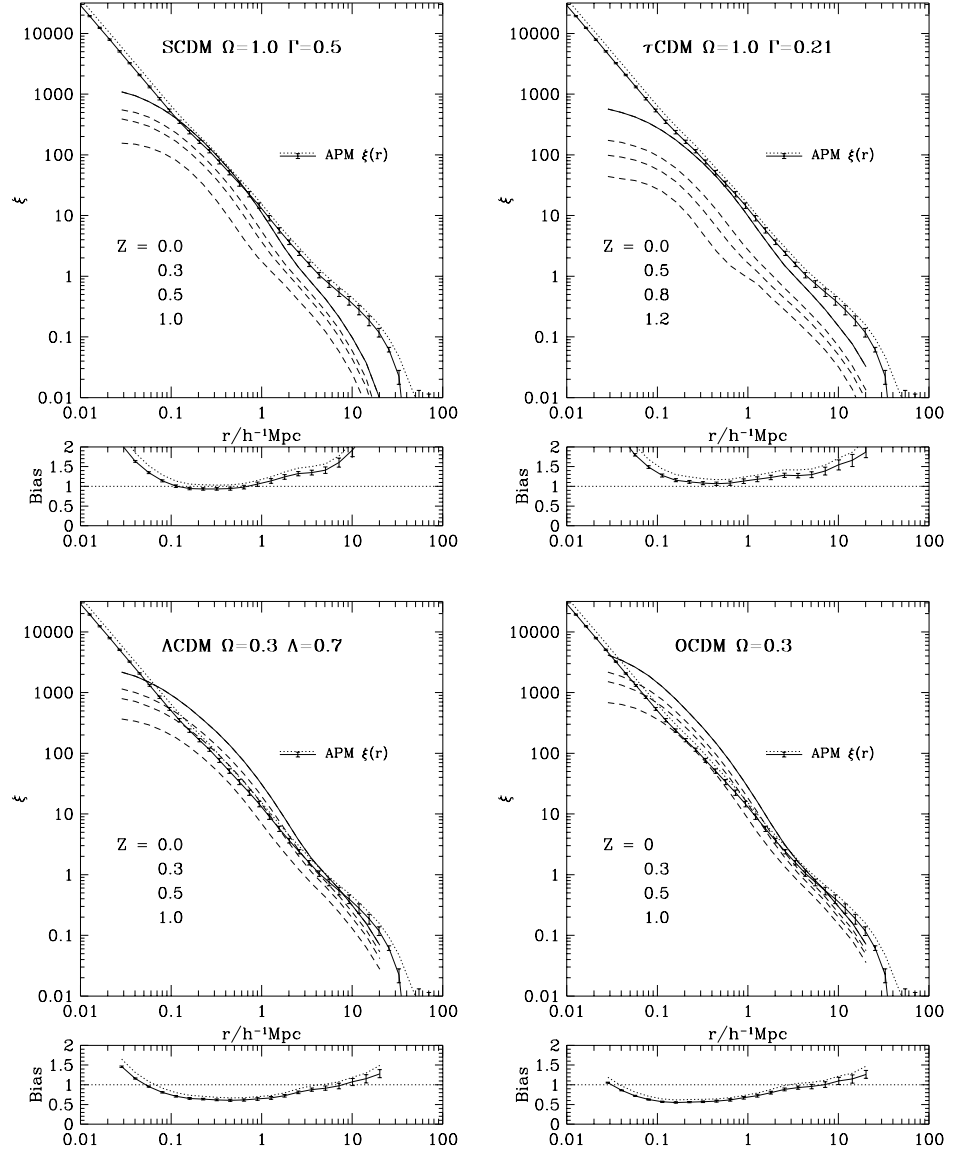 SCDM Ω=1.0 Γ=0.5
10000
1000
100
10
1
0.1
0.01
ξ
APM ξ(r)
Z = 0.0
0.3
0.5
1.0
0.01 0.1 1 10 100
r/h⁻¹Mpc
2
1.5
1
0.5
0
Bias
0.01 0.1 1 10 100
τCDM Ω=1.0 Γ=0.21
10000
1000
100
10
1
0.1
0.01
ξ
APM ξ(r)
Z = 0.0
0.5
0.8
1.2
0.01 0.1 1 10 100
r/h⁻¹Mpc
2
1.5
1
0.5
0
Bias
0.01 0.1 1 10 100
ΛCDM Ω=0.3 Λ=0.7
10000
1000
100
10
1
0.1
0.01
ξ
APM ξ(r)
Z = 0.0
0.3
0.5
1.0
0.01 0.1 1 10 100
r/h⁻¹Mpc
2
1.5
1
0.5
0
Bias
0.01 0.1 1 10 100
OCDM Ω=0.3
10000
1000
100
10
1
0.1
0.01
ξ
APM ξ(r)
Z = 0
0.3
0.5
1.0
0.01 0.1 1 10 100
r/h⁻¹Mpc
2
1.5
1
0.5
0
Bias
0.01 0.1 1 10 100